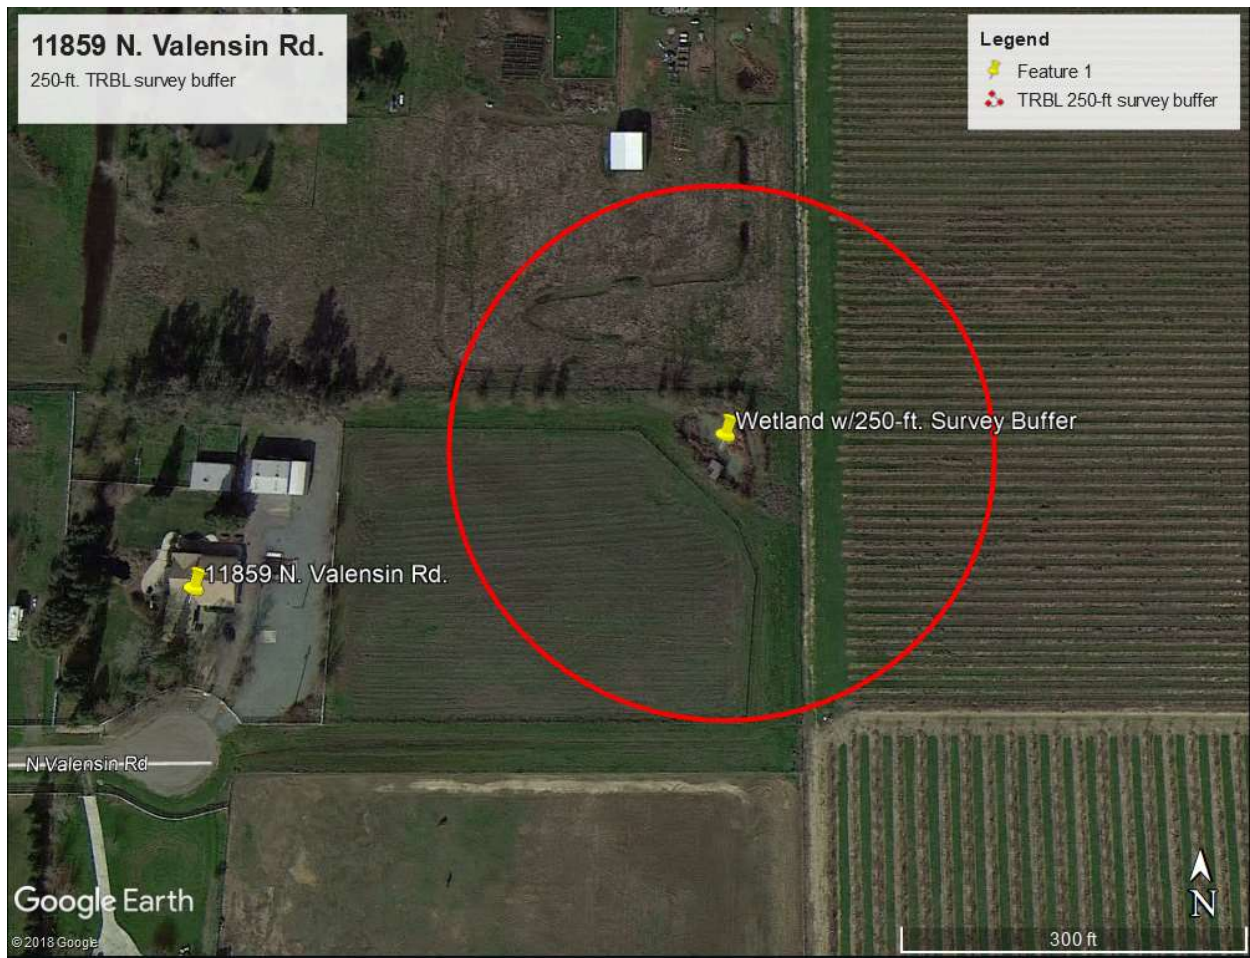 11859 N. Valensin Rd.
250-ft. TRBL survey buffer
Legend
Feature 1
TRBL 250-ft survey buffer
Wetland w/250-ft. Survey Buffer
11859 N. Valensin Rd.
N Valensin Rd
Google Earth
© 2018 Google
N
300 ft